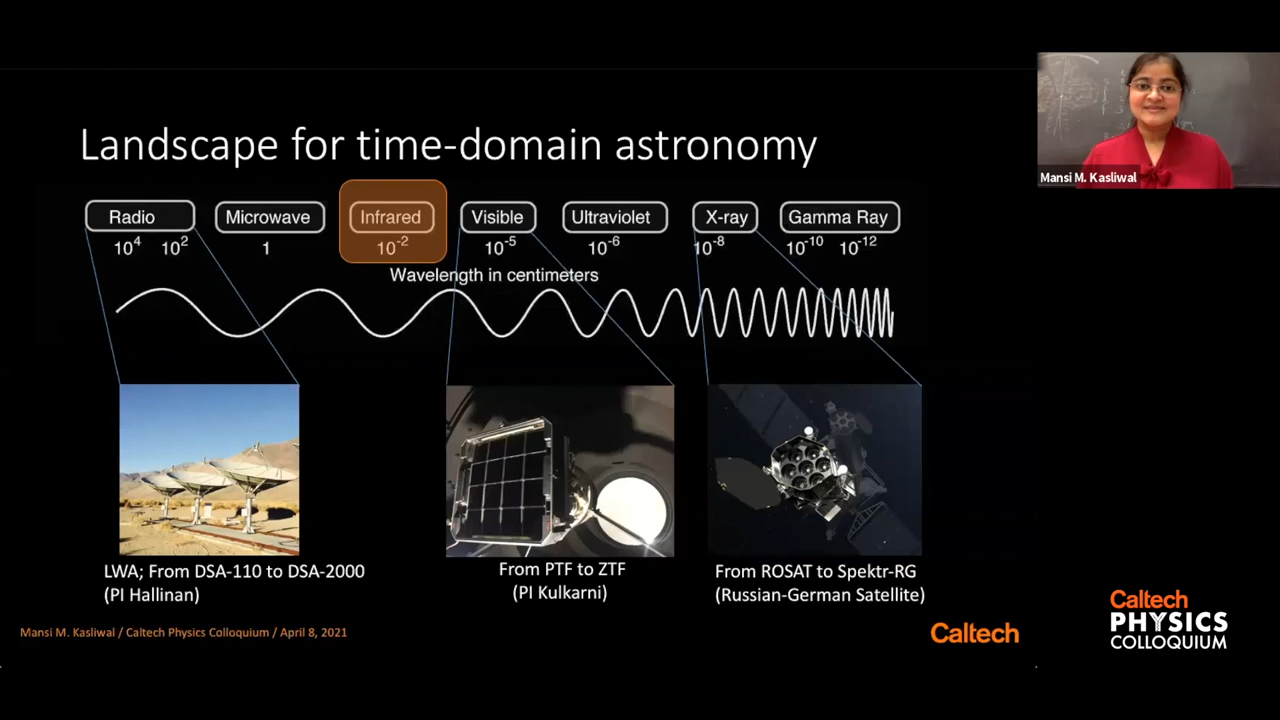 Landscape for time-domain astronomy
Radio Microwave Infrared Visible Ultraviolet X-ray Gamma Ray
10⁴ 10² 1 10⁻² 10⁻⁵ 10⁻⁶ 10⁻⁸ 10⁻¹⁰ 10⁻¹²
Wavelength in centimeters
LWA; From DSA-110 to DSA-2000
(PI Hallinan)
From PTF to ZTF
(PI Kulkarni)
From ROSAT to Spektr-RG
(Russian-German Satellite)
Mansi M. Kasliwal / Caltech Physics Colloquium / April 8, 2021
Caltech
Mansi M. Kasliwal
Caltech
PHYSICS
COLLOQUIUM